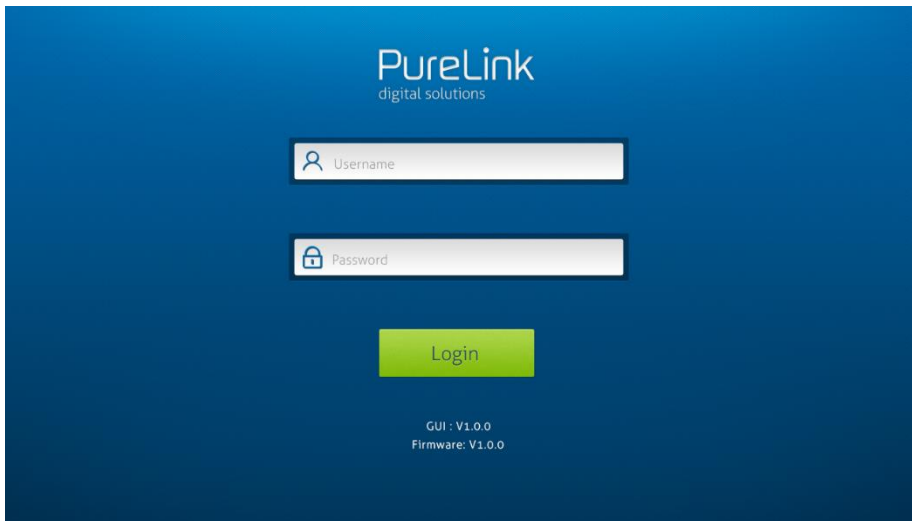 PureLink
digital solutions
Username
Password
Login
GUI : V1.0.0
Firmware: V1.0.0